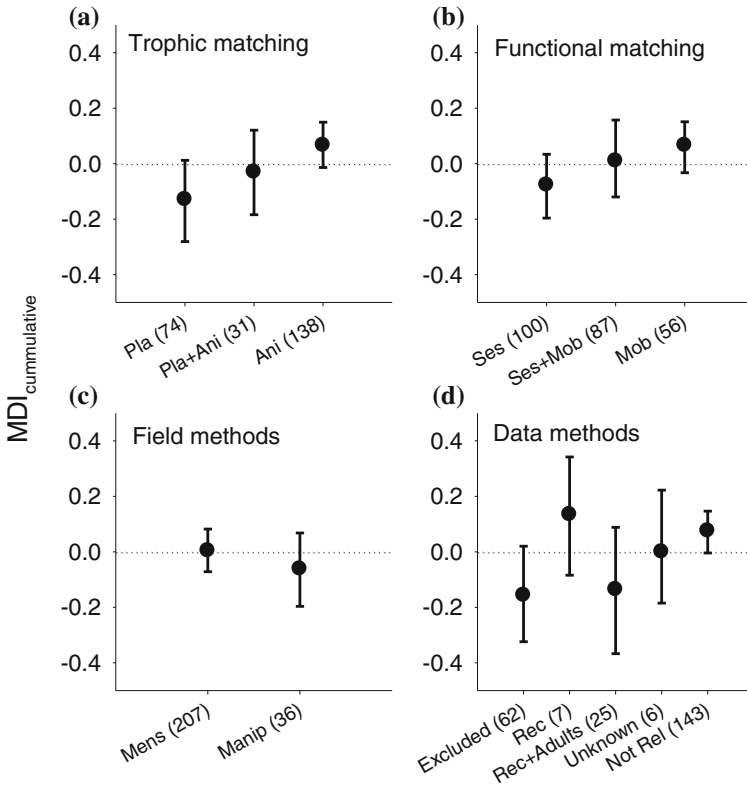 (a)
Trophic matching
0.4
0.2
0.0
-0.2
-0.4
Pla (74)
Pla+Ani (31)
Ani (138)
(b)
Functional matching
0.4
0.2
0.0
-0.2
-0.4
Ses (100)
Ses+Mob (87)
Mob (56)
MDIcummulative
(c)
Field methods
0.4
0.2
0.0
-0.2
-0.4
Mens (207)
Manip (36)
(d)
Data methods
0.4
0.2
0.0
-0.2
-0.4
Excluded (62)
Rec (7)
Rec+Adults (25)
Unknown (6)
Not Rel (143)